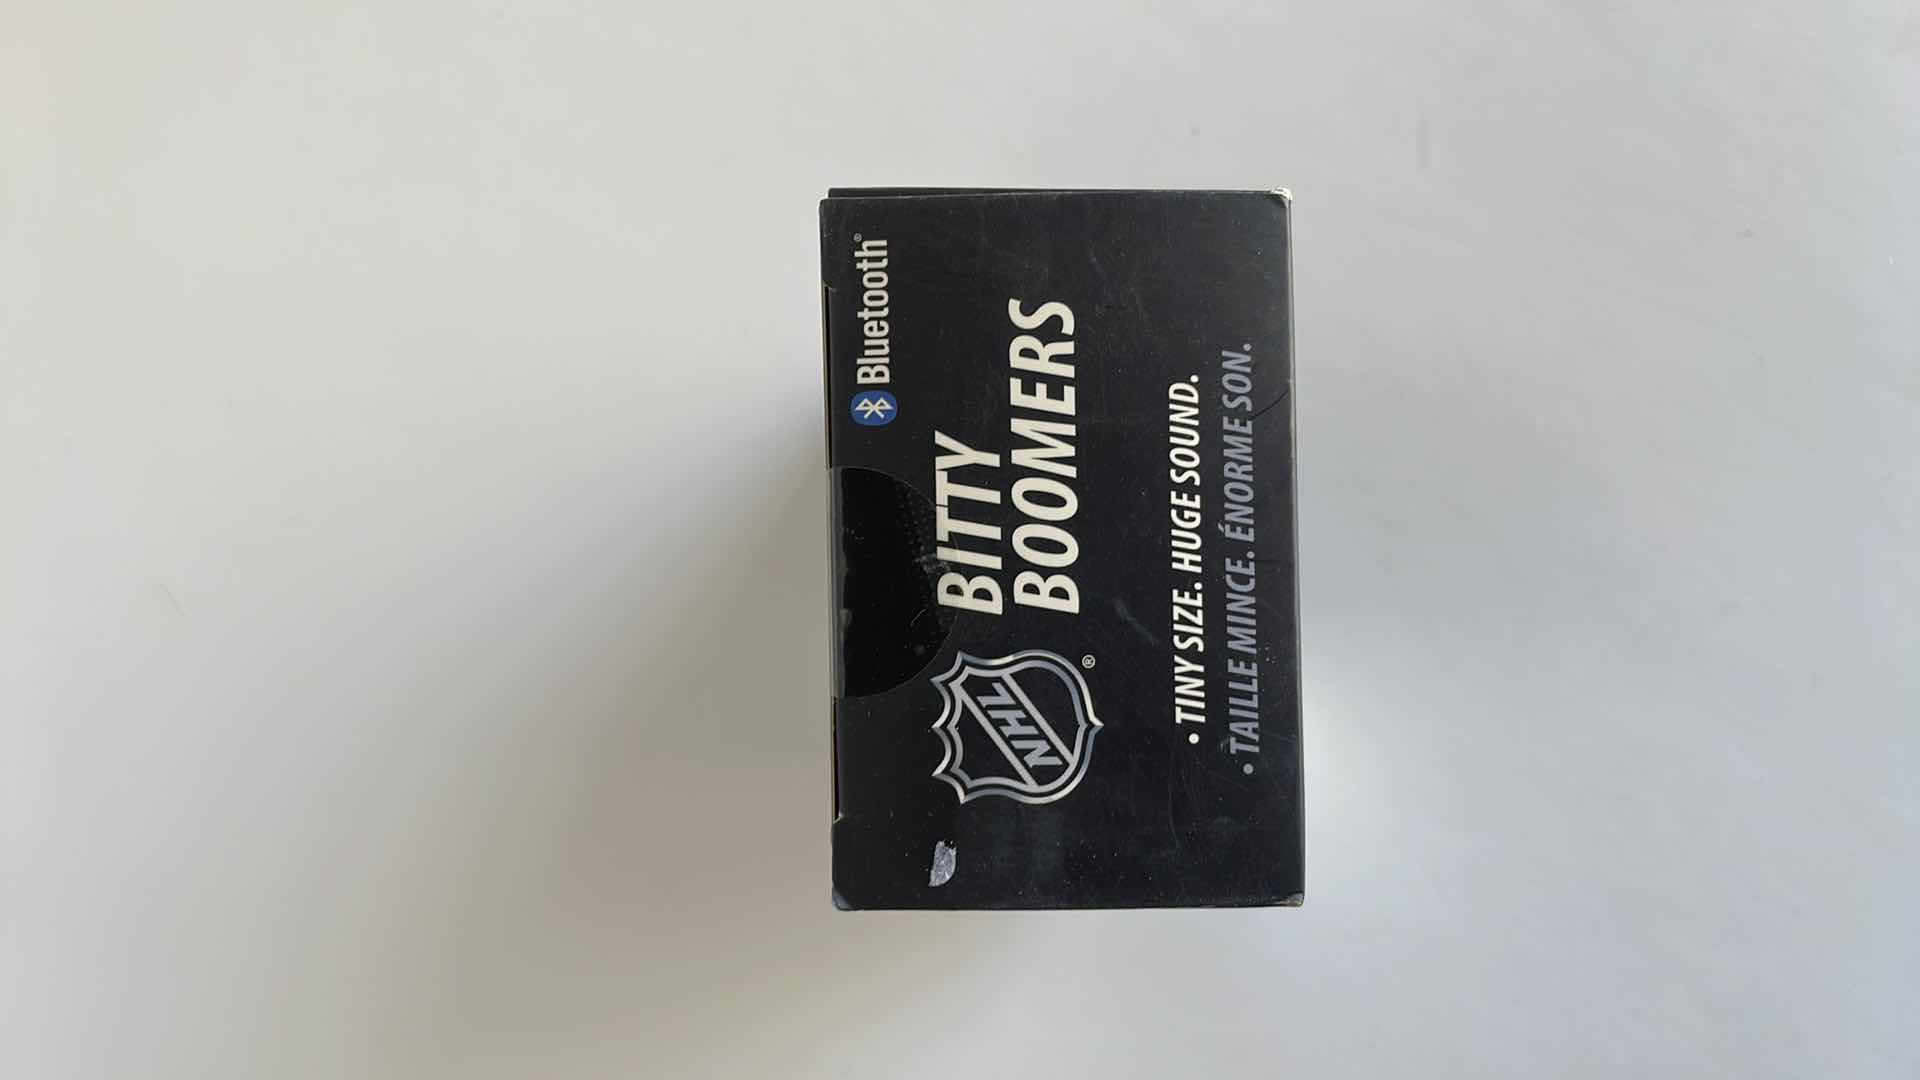 Bluetooth®
BITTY
BOOMERS
NHL ®
• TINY SIZE. HUGE SOUND.
• TAILLE MINCE. ÉNORME SON.